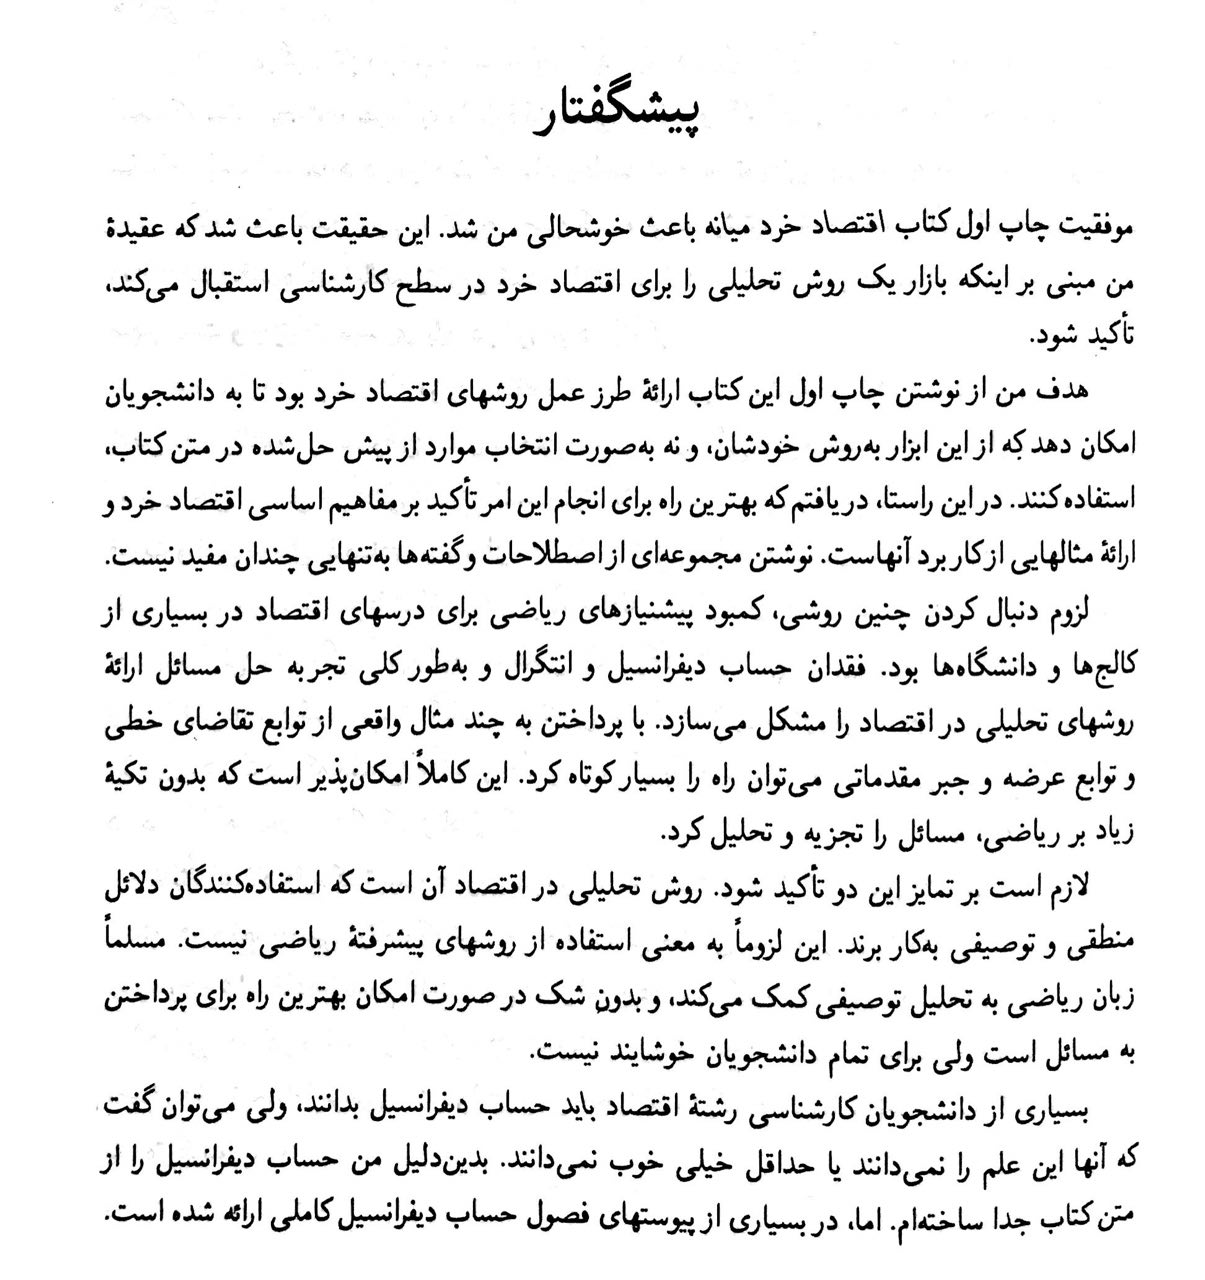 پیشگفتار
موفقیت چاپ اول کتاب اقتصاد خرد میانه باعث خوشحالی من شد. این حقیقت باعث شد که عقیدهٔ
من مبنی بر اینکه بازار یک روش تحلیلی را برای اقتصاد خرد در سطح کارشناسی استقبال می‌کند،
تأکید شود.
هدف من از نوشتن چاپ اول این کتاب ارائهٔ طرز عمل روشهای اقتصاد خرد بود تا به دانشجویان
امکان دهد که از این ابزار به‌روش خودشان، و نه به‌صورت انتخاب موارد از پیش حل‌شده در متن کتاب،
استفاده کنند. در این راستا، دریافتم که بهترین راه برای انجام این امر تأکید بر مفاهیم اساسی اقتصاد خرد و
ارائهٔ مثالهایی از کاربرد آنهاست. نوشتن مجموعه‌ای از اصطلاحات و گفته‌ها به‌تنهایی چندان مفید نیست.
لزوم دنبال کردن چنین روشی، کمبود پیشنیازهای ریاضی برای درسهای اقتصاد در بسیاری از
کالج‌ها و دانشگاه‌ها بود. فقدان حساب دیفرانسیل و انتگرال و به‌طور کلی تجربه حل مسائل ارائهٔ
روشهای تحلیلی در اقتصاد را مشکل می‌سازد. با پرداختن به چند مثال واقعی از توابع تقاضای خطی
و توابع عرضه و جبر مقدماتی می‌توان راه را بسیار کوتاه کرد. این کاملاً امکان‌پذیر است که بدون تکیهٔ
زیاد بر ریاضی، مسائل را تجزیه و تحلیل کرد.
لازم است بر تمایز این دو تأکید شود. روش تحلیلی در اقتصاد آن است که استفاده‌کنندگان دلائل
منطقی و توصیفی به‌کار برند. این لزوماً به معنی استفاده از روشهای پیشرفتهٔ ریاضی نیست. مسلماً
زبان ریاضی به تحلیل توصیفی کمک می‌کند، و بدون شک در صورت امکان بهترین راه برای پرداختن
به مسائل است ولی برای تمام دانشجویان خوشایند نیست.
بسیاری از دانشجویان کارشناسی رشتهٔ اقتصاد باید حساب دیفرانسیل بدانند، ولی می‌توان گفت
که آنها این علم را نمی‌دانند یا حداقل خیلی خوب نمی‌دانند. بدین‌دلیل من حساب دیفرانسیل را از
متن کتاب جدا ساخته‌ام. اما، در بسیاری از پیوستهای فصول حساب دیفرانسیل کاملی ارائه شده است.